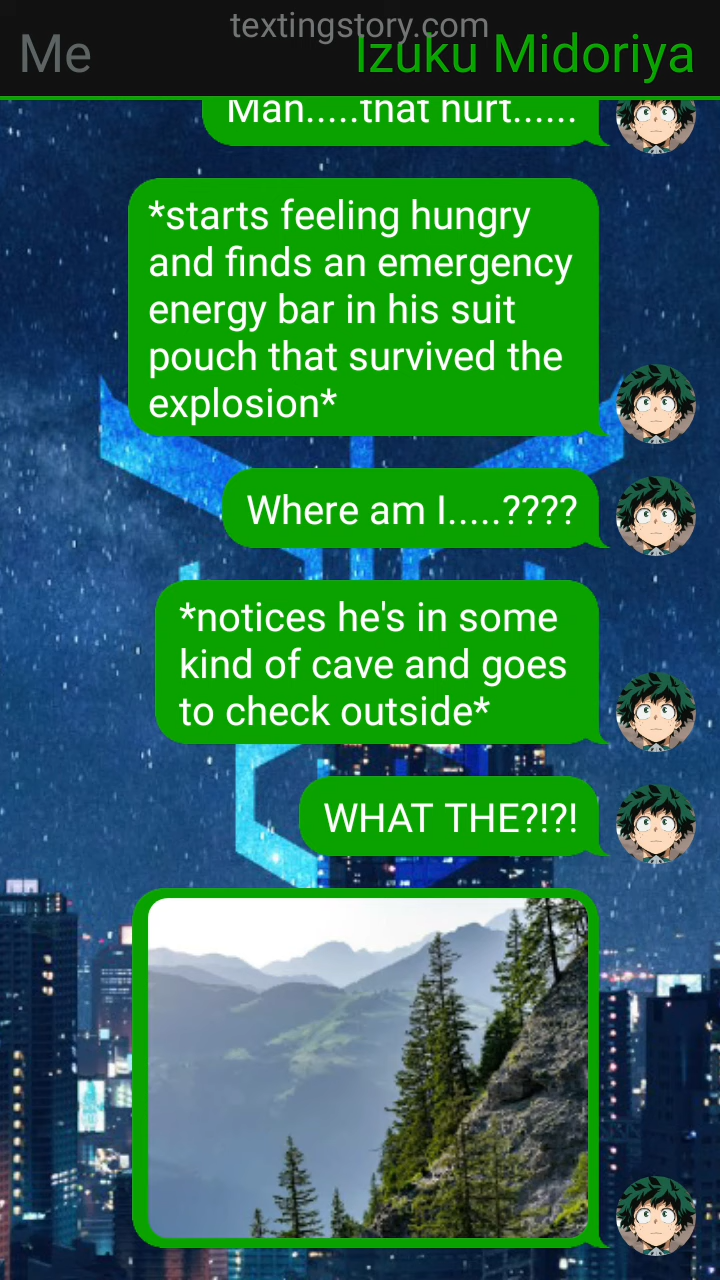 textingstory.com
Me
Izuku Midoriya
Man.....that hurt......
*starts feeling hungry
and finds an emergency
energy bar in his suit
pouch that survived the
explosion*
Where am I.....????
*notices he's in some
kind of cave and goes
to check outside*
WHAT THE?!?!